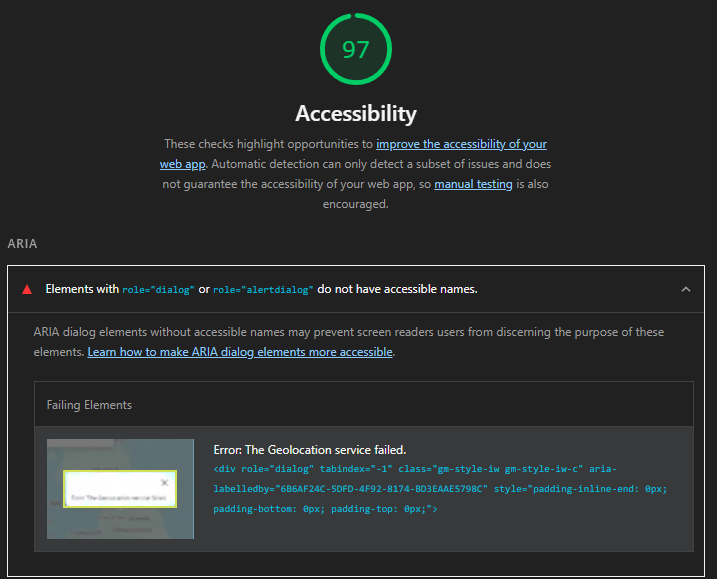 97
Accessibility
These checks highlight opportunities to improve the accessibility of your
web app. Automatic detection can only detect a subset of issues and does
not guarantee the accessibility of your web app, so manual testing is also
encouraged.
ARIA
Elements with role="dialog" or role="alertdialog" do not have accessible names.
ARIA dialog elements without accessible names may prevent screen readers users from discerning the purpose of these
elements. Learn how to make ARIA dialog elements more accessible.
Failing Elements
Error: The Geolocation service failed.
Error: The Geolocation service failed.
<div role="dialog" tabindex="-1" class="gm-style-iw gm-style-iw-c" aria-
labelledby="6B6AF24C-5DFD-4F92-8174-BD3EAAE5798C" style="padding-inline-end: 0px;
padding-bottom: 0px; padding-top: 0px;">